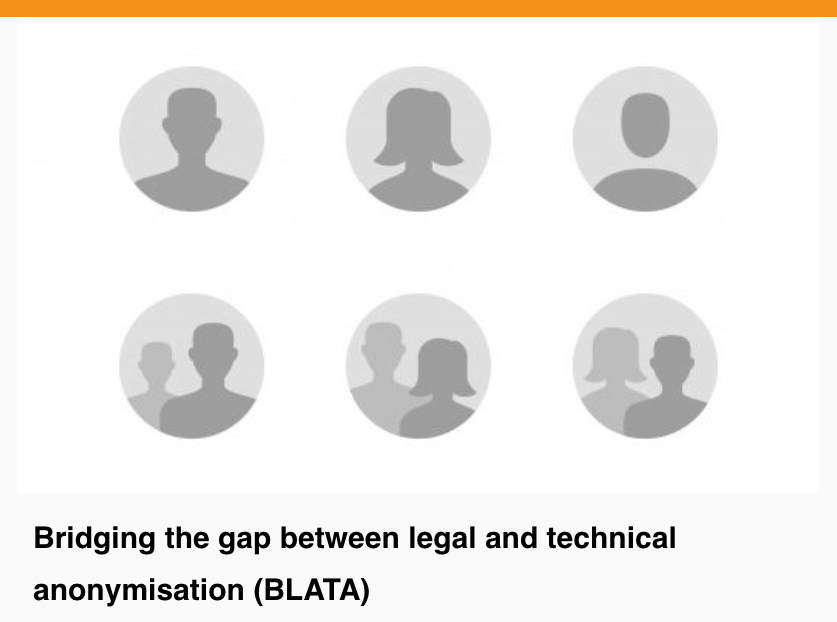 Bridging the gap between legal and technical
anonymisation (BLATA)